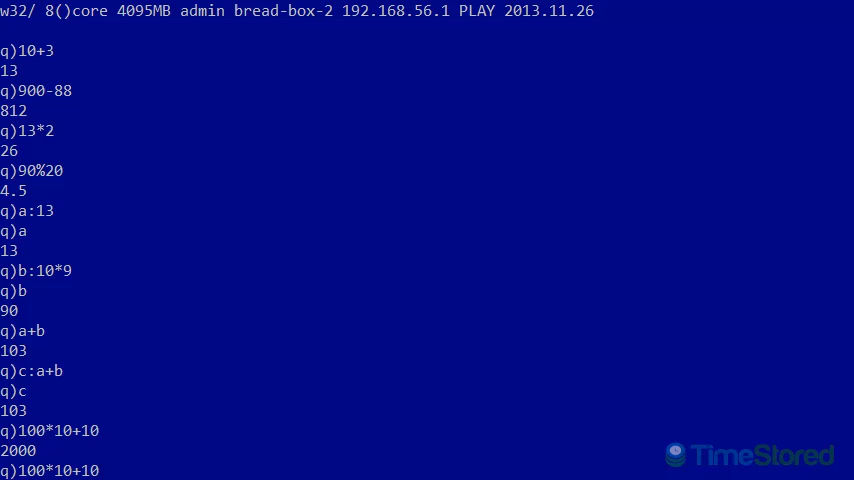 w32/ 8()core 4095MB admin bread-box-2 192.168.56.1 PLAY 2013.11.26
q)10+3
13
q)900-88
812
q)13*2
26
q)90%20
4.5
q)a:13
q)a
13
q)b:10*9
q)b
90
q)a+b
103
q)c:a+b
q)c
103
q)100*10+10
2000
q)100*10+10
TimeStored